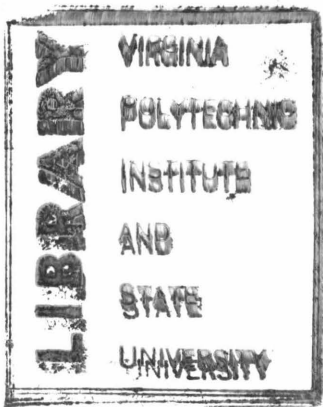 LIBRARY
VIRGINIA
POLYTECHNIC
INSTITUTE
AND
STATE
UNIVERSITY